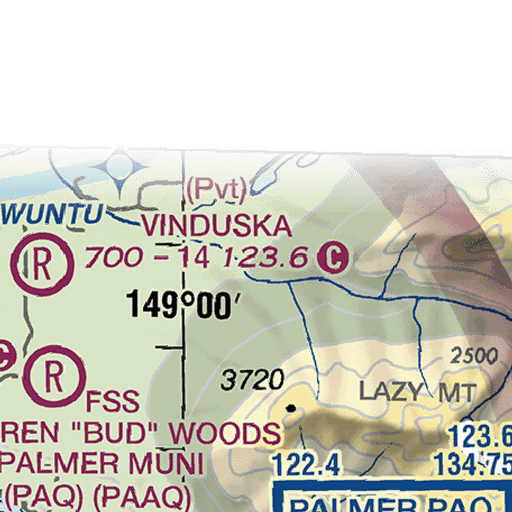 (Pvt)
WUNTU
VINDUSKA
R 700 - 14 123.6 C
149°00'
2500
C
R
3720
LAZY MT
FSS
REN "BUD" WOODS
123.6
PALMER MUNI
122.4
134.75
(PAQ) (PAAQ)
PALMER PAQ